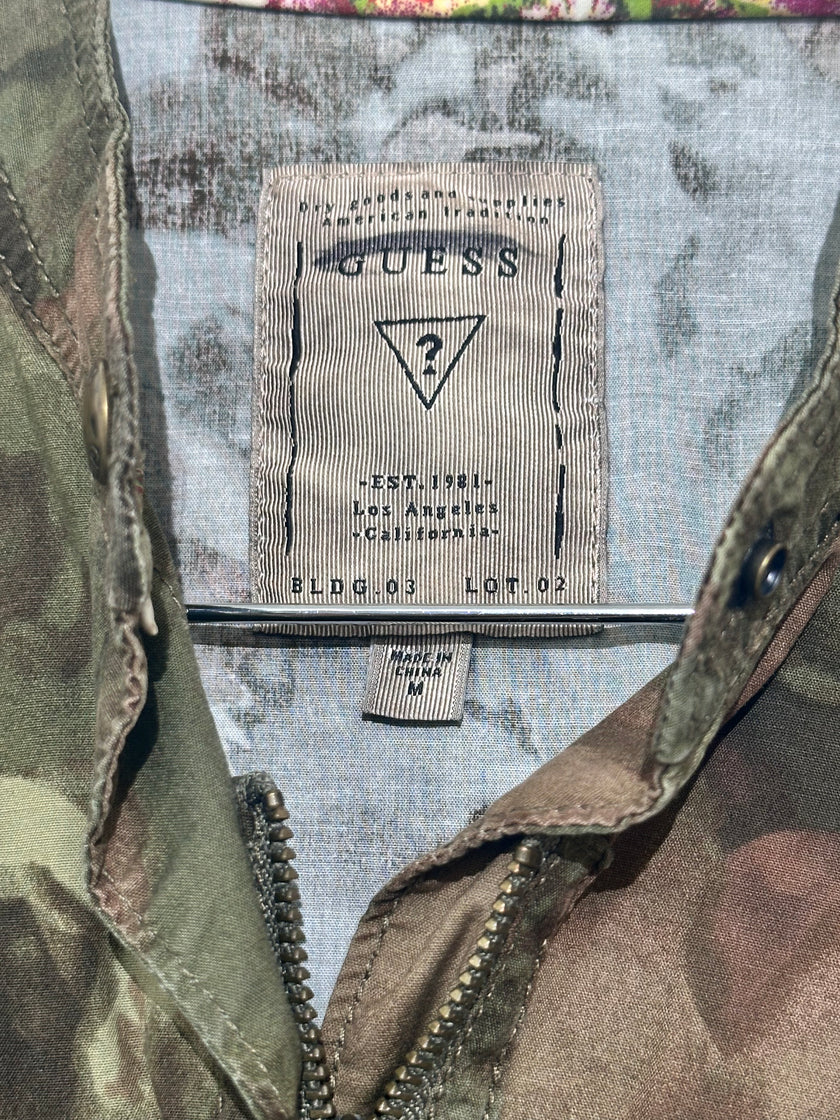 Dry goods and supplies
American tradition
GUESS
?
-EST.1981-
Los Angeles
-California-
BLDG.03 LOT.02
MADE IN
CHINA
M